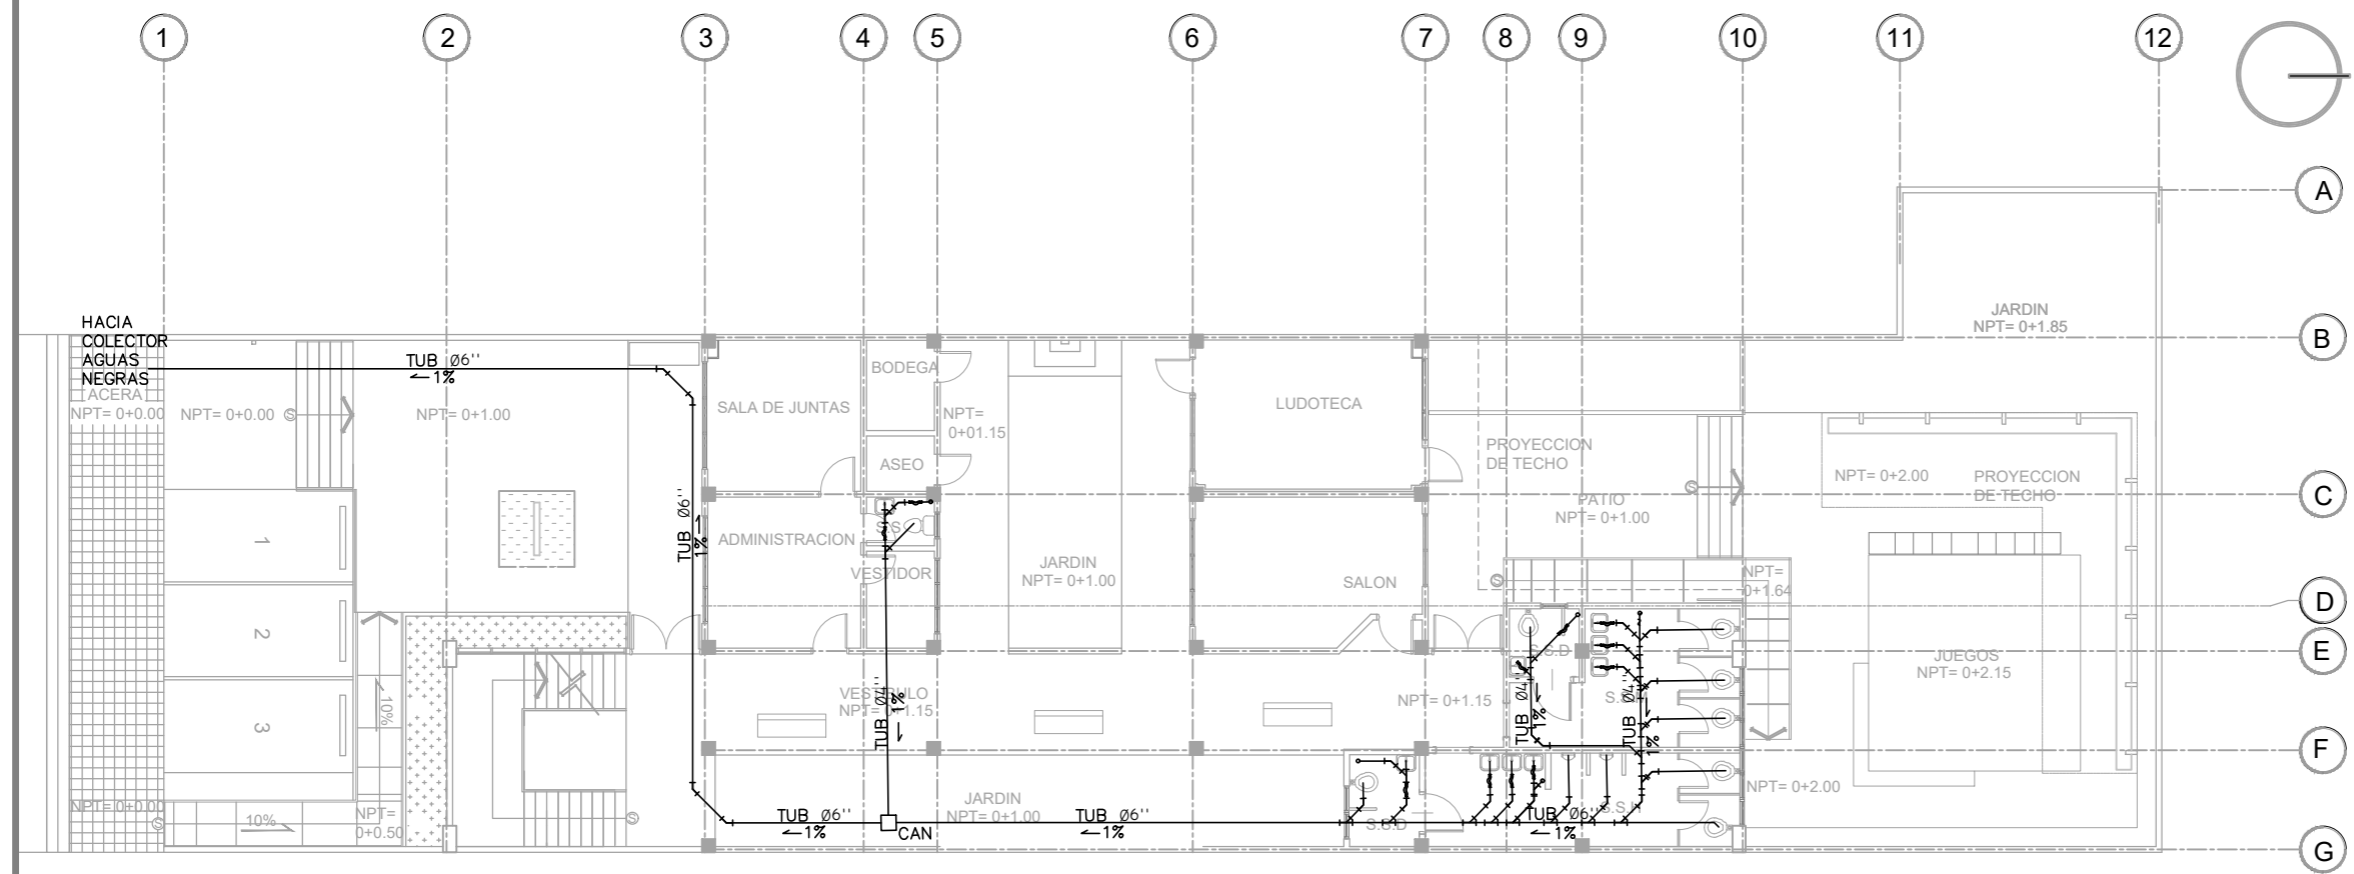 1 2 3 4 5 6 7 8 9 10 11 12
A
B
C
D
E
F
G
HACIA
COLECTOR
AGUAS
NEGRAS
ACERA
NPT= 0+0.00
NPT= 0+0.00
S
TUB Ø6''
1%
NPT= 0+1.00
TUB Ø6''
1%
SALA DE JUNTAS
BODEGA
ASEO
NPT=
0+01.15
ADMINISTRACION
S.S.
VESTIDOR
JARDIN
NPT= 0+1.00
LUDOTECA
SALON
PROYECCION
DE TECHO
PATIO
NPT= 0+1.00
S
S
NPT=
0+1.64
JARDIN
NPT= 0+1.85
NPT= 0+2.00
PROYECCION
DE TECHO
JUEGOS
NPT= 0+2.15
NPT= 0+2.00
1
2
3
10%
NPT= 0+0.00
S
10%
NPT=
0+0.50
S
VESTIBULO
NPT= 0+1.15
TUB Ø4''
1%
NPT= 0+1.15
S.S.D
TUB Ø4''
1%
TUB Ø4''
1%
JARDIN
NPT= 0+1.00
TUB Ø6''
1%
CAN
TUB Ø6''
1%
S.S.D
TUB Ø6''
1%